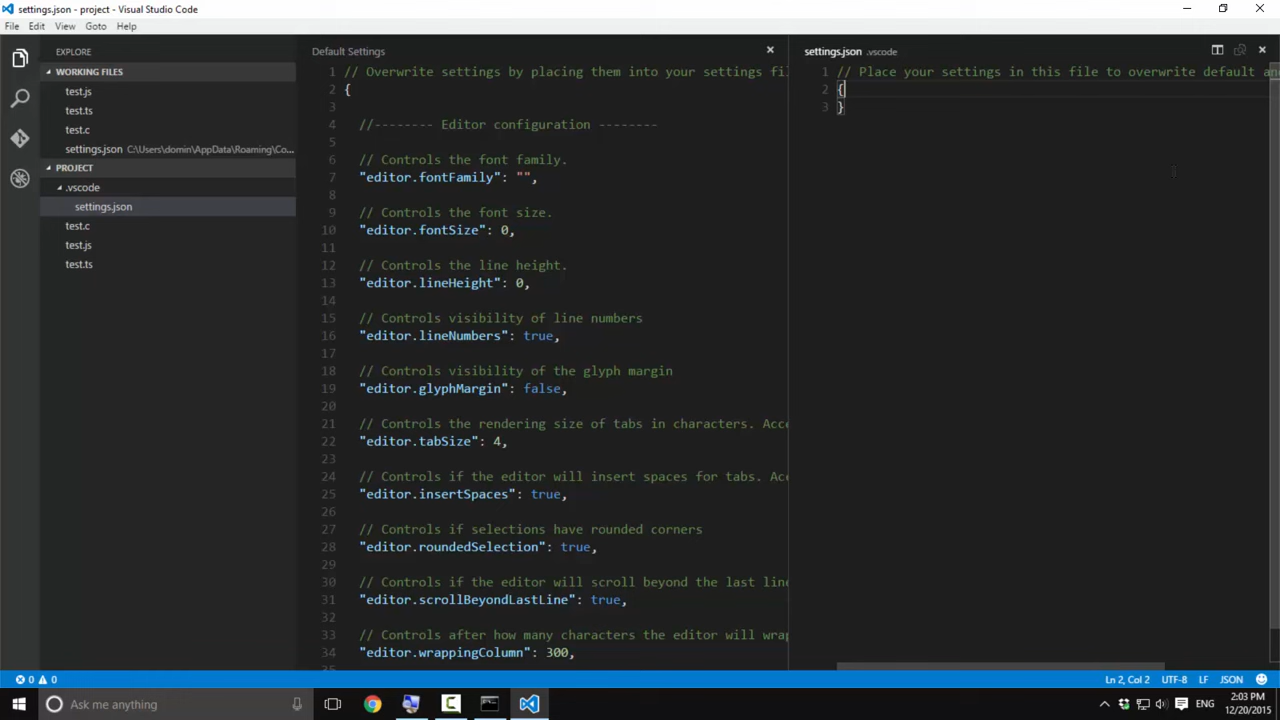 settings.json - project - Visual Studio Code
File Edit View Goto Help
EXPLORE
WORKING FILES
test.js
test.ts
test.c
settings.json C:\Users\domin\AppData\Roaming\Co...
PROJECT
.vscode
settings.json
test.c
test.js
test.ts
Default Settings
1 // Overwrite settings by placing them into your settings fil
2 {
3
4 //-------- Editor configuration --------
5
6 // Controls the font family.
7 "editor.fontFamily": "",
8
9 // Controls the font size.
10 "editor.fontSize": 0,
11
12 // Controls the line height.
13 "editor.lineHeight": 0,
14
15 // Controls visibility of line numbers
16 "editor.lineNumbers": true,
17
18 // Controls visibility of the glyph margin
19 "editor.glyphMargin": false,
20
21 // Controls the rendering size of tabs in characters. Acc
22 "editor.tabSize": 4,
23
24 // Controls if the editor will insert spaces for tabs. Ac
25 "editor.insertSpaces": true,
26
27 // Controls if selections have rounded corners
28 "editor.roundedSelection": true,
29
30 // Controls if the editor will scroll beyond the last lin
31 "editor.scrollBeyondLastLine": true,
32
33 // Controls after how many characters the editor will wrap
34 "editor.wrappingColumn": 300,
settings.json .vscode
1 // Place your settings in this file to overwrite default an
2 {
3 }
0 0
Ln 2, Col 2 UTF-8 LF JSON
Ask me anything
ENG
2:03 PM
12/20/2015